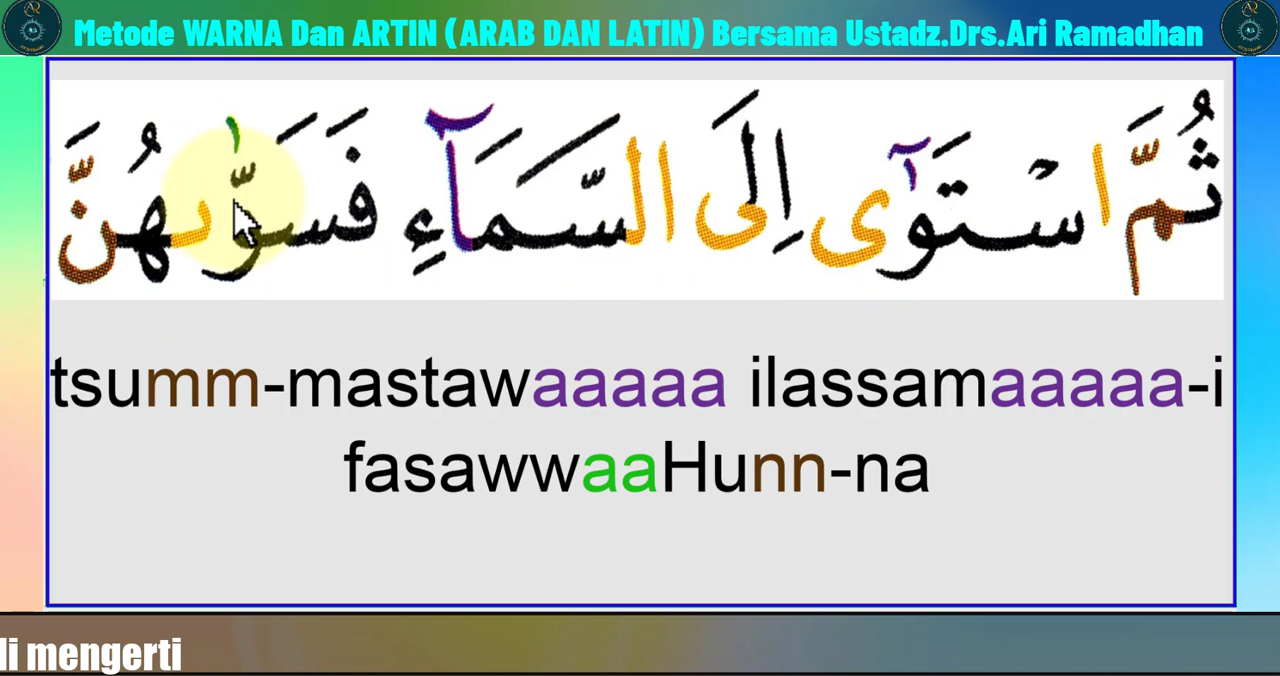 Metode WARNA Dan ARTIN (ARAB DAN LATIN) Bersama Ustadz.Drs.Ari Ramadhan
ثُمَّ اسْتَوٰٓى اِلَى السَّمَاۤءِ فَسَوّٰىهُنَّ
tsumm-mastawaaaaa ilassamaaaaa-i
fasawwaaHunn-na
li mengerti